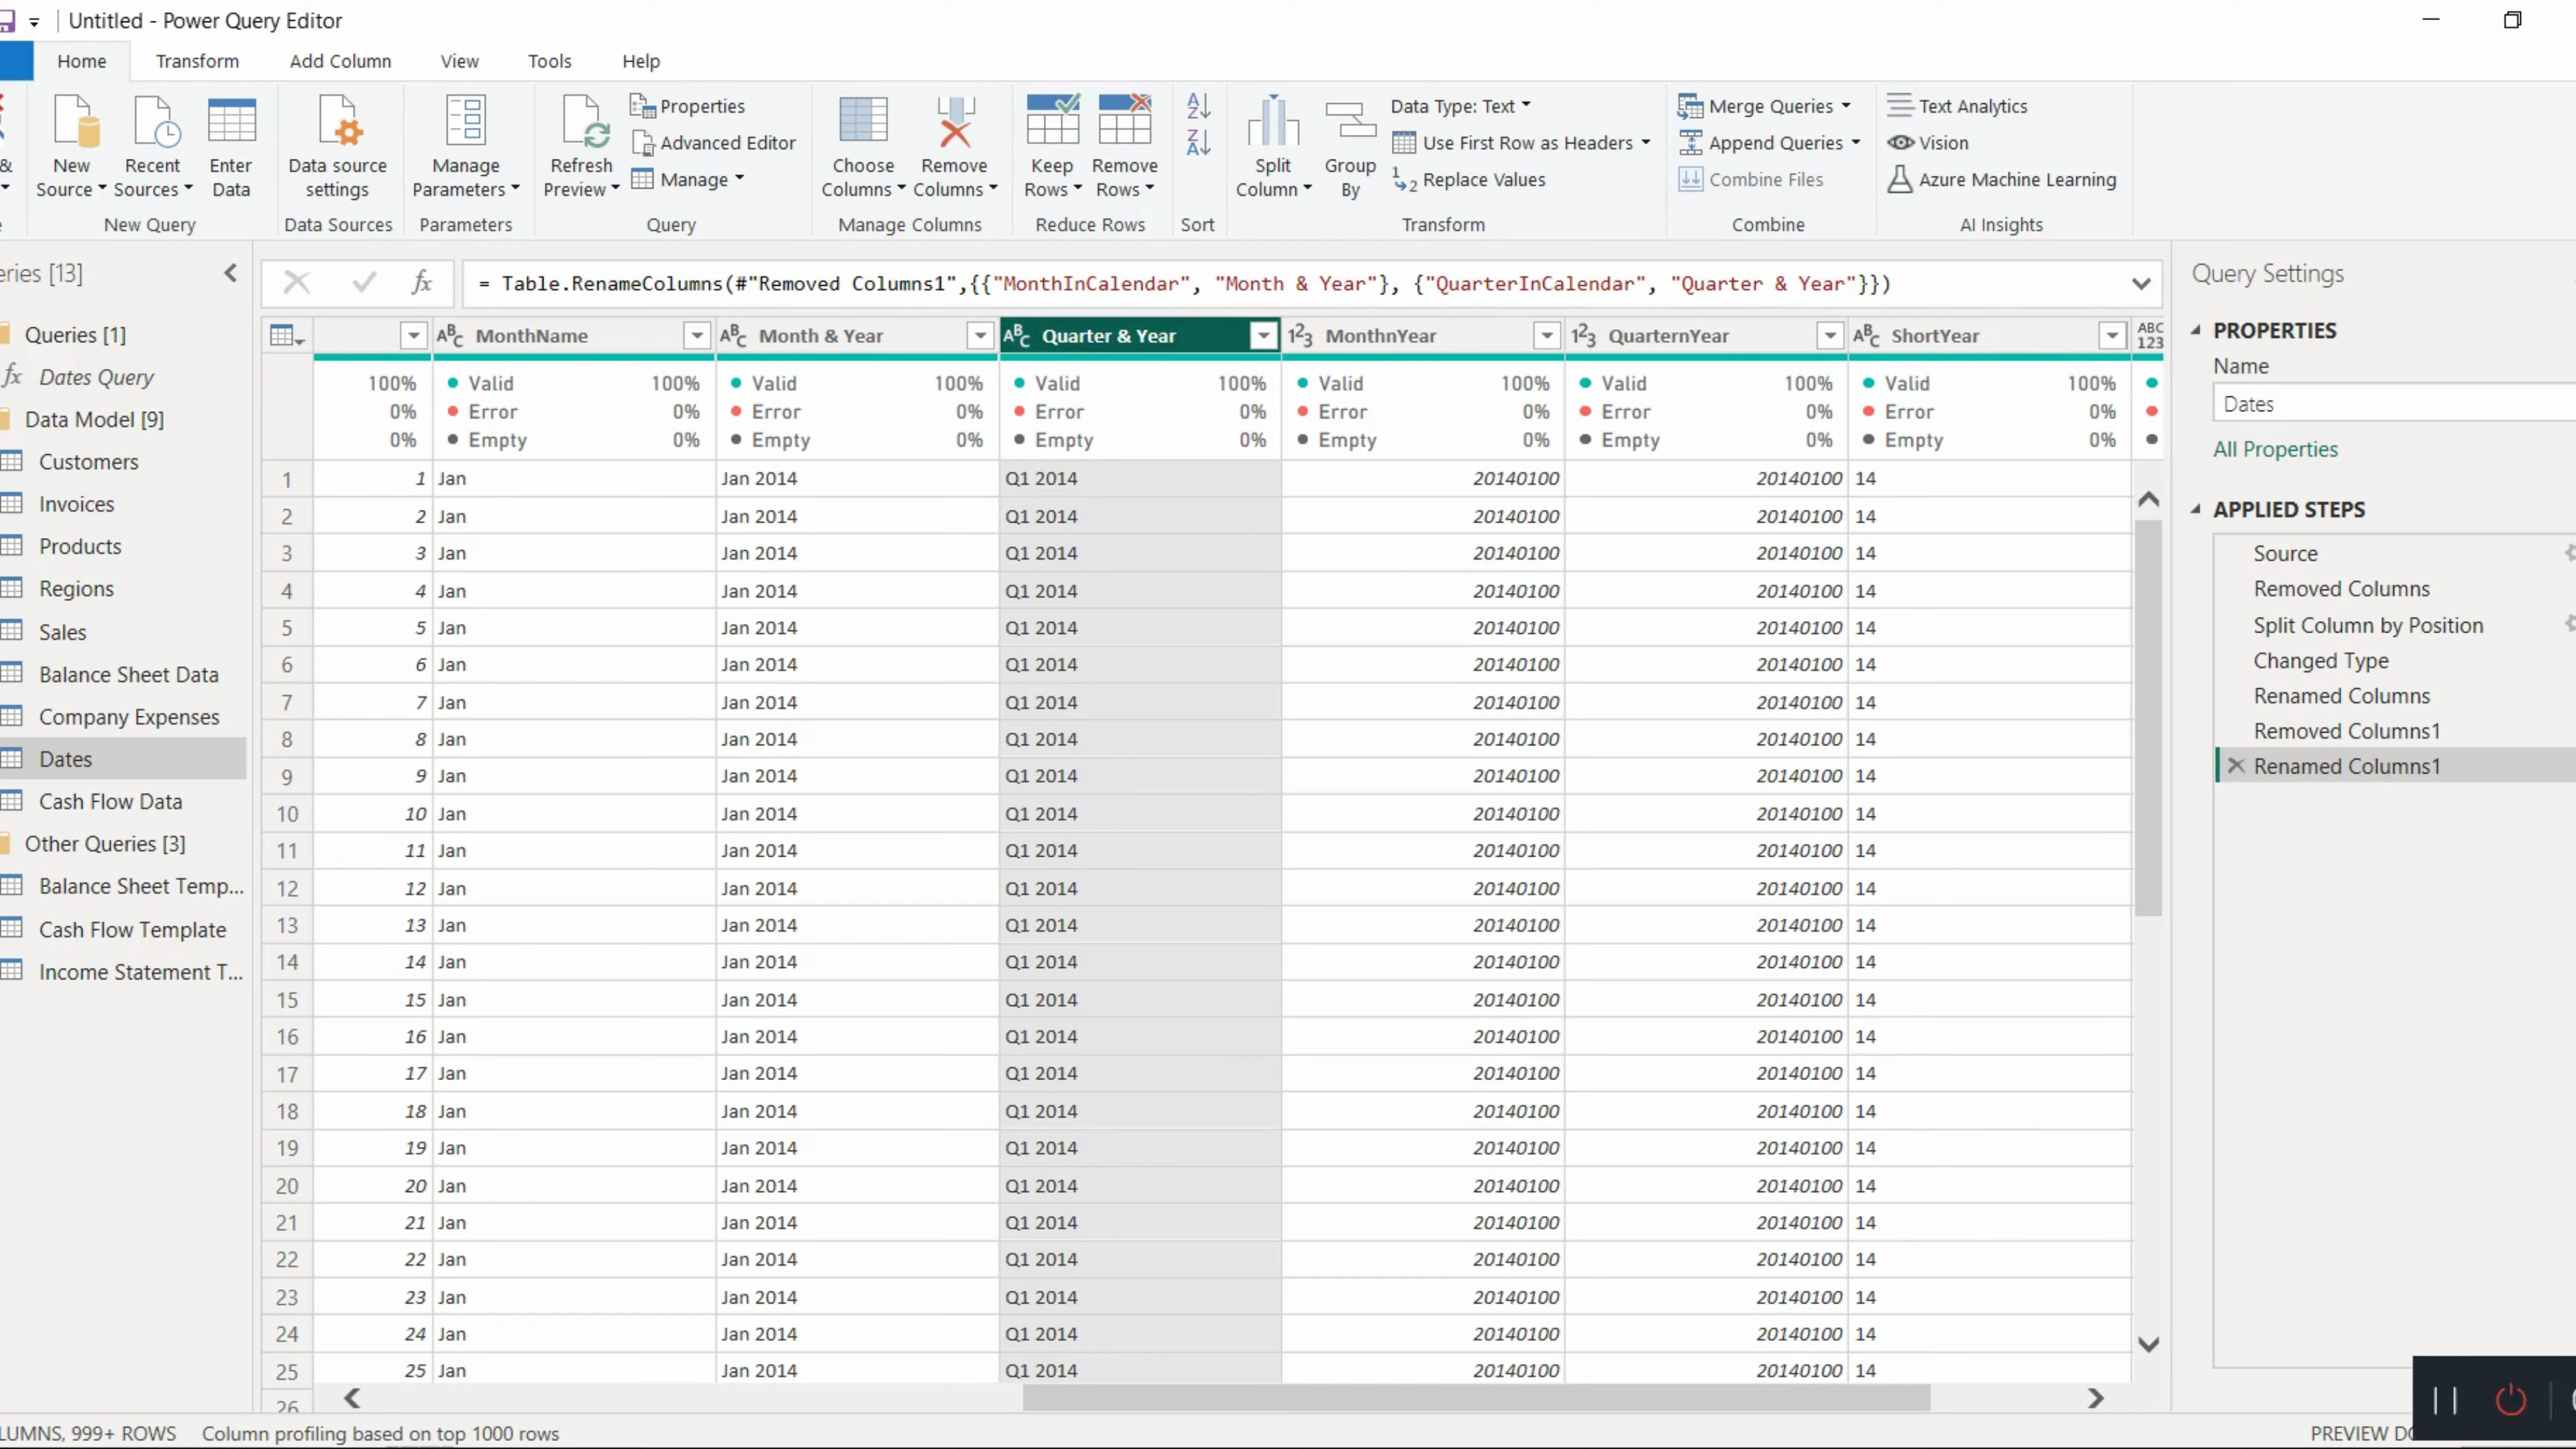 Untitled - Power Query Editor
Home Transform Add Column View Tools Help
New Source Recent Sources Enter Data
Data source settings
Manage Parameters
Refresh Preview
Properties
Advanced Editor
Manage
Choose Columns Remove Columns
Keep Rows Remove Rows
Split Column Group By
Data Type: Text
Use First Row as Headers
Replace Values
Merge Queries
Append Queries
Combine Files
Text Analytics
Vision
Azure Machine Learning
New Query Data Sources Parameters Query Manage Columns Reduce Rows Sort Transform Combine AI Insights
eries [13]
Queries [1]
Dates Query
Data Model [9]
Customers
Invoices
Products
Regions
Sales
Balance Sheet Data
Company Expenses
Dates
Cash Flow Data
Other Queries [3]
Balance Sheet Temp...
Cash Flow Template
Income Statement T...
= Table.RenameColumns(#"Removed Columns1",{{"MonthInCalendar", "Month & Year"}, {"QuarterInCalendar", "Quarter & Year"}})
MonthName Month & Year Quarter & Year MonthnYear QuarternYear ShortYear
100% Valid 100% Valid 100% Valid 100% Valid 100% Valid 100% Valid 100%
0% Error 0% Error 0% Error 0% Error 0% Error 0% Error 0%
0% Empty 0% Empty 0% Empty 0% Empty 0% Empty 0% Empty 0%
1 1 Jan Jan 2014 Q1 2014 20140100 20140100 14
2 2 Jan Jan 2014 Q1 2014 20140100 20140100 14
3 3 Jan Jan 2014 Q1 2014 20140100 20140100 14
4 4 Jan Jan 2014 Q1 2014 20140100 20140100 14
5 5 Jan Jan 2014 Q1 2014 20140100 20140100 14
6 6 Jan Jan 2014 Q1 2014 20140100 20140100 14
7 7 Jan Jan 2014 Q1 2014 20140100 20140100 14
8 8 Jan Jan 2014 Q1 2014 20140100 20140100 14
9 9 Jan Jan 2014 Q1 2014 20140100 20140100 14
10 10 Jan Jan 2014 Q1 2014 20140100 20140100 14
11 11 Jan Jan 2014 Q1 2014 20140100 20140100 14
12 12 Jan Jan 2014 Q1 2014 20140100 20140100 14
13 13 Jan Jan 2014 Q1 2014 20140100 20140100 14
14 14 Jan Jan 2014 Q1 2014 20140100 20140100 14
15 15 Jan Jan 2014 Q1 2014 20140100 20140100 14
16 16 Jan Jan 2014 Q1 2014 20140100 20140100 14
17 17 Jan Jan 2014 Q1 2014 20140100 20140100 14
18 18 Jan Jan 2014 Q1 2014 20140100 20140100 14
19 19 Jan Jan 2014 Q1 2014 20140100 20140100 14
20 20 Jan Jan 2014 Q1 2014 20140100 20140100 14
21 21 Jan Jan 2014 Q1 2014 20140100 20140100 14
22 22 Jan Jan 2014 Q1 2014 20140100 20140100 14
23 23 Jan Jan 2014 Q1 2014 20140100 20140100 14
24 24 Jan Jan 2014 Q1 2014 20140100 20140100 14
25 25 Jan Jan 2014 Q1 2014 20140100 20140100 14
26
Query Settings
PROPERTIES
Name
Dates
All Properties
APPLIED STEPS
Source
Removed Columns
Split Column by Position
Changed Type
Renamed Columns
Removed Columns1
Renamed Columns1
LUMNS, 999+ ROWS Column profiling based on top 1000 rows
PREVIEW